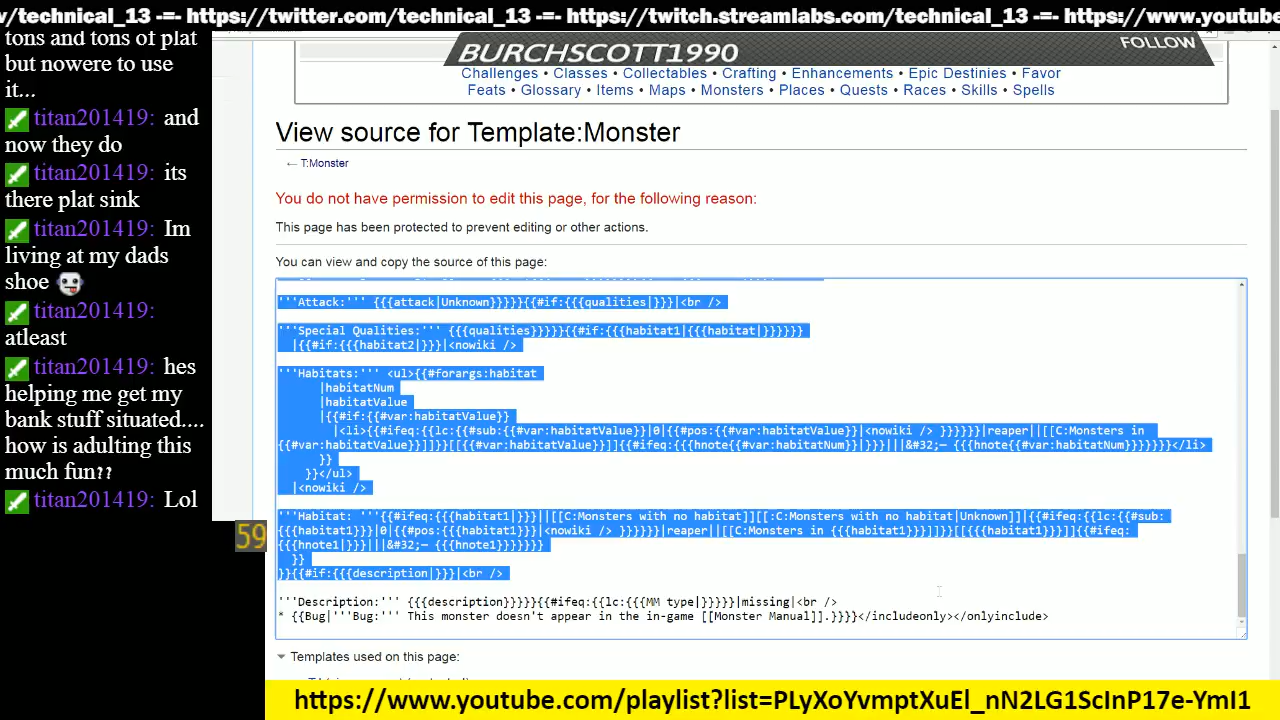 /twitter.com/technical_13 -=- https://twitter.com/technical_13 -=- https://twitch.streamlabs.com/technical_13 -=- https://www.youtube
tons and tons of plat
but nowere to use
it...
titan201419: and
now they do
titan201419: its
there plat sink
titan201419: Im
living at my dads
shoe
titan201419:
atleast
titan201419: hes
helping me get my
bank stuff situated....
how is adulting this
much fun??
titan201419: Lol
59
BURCHSCOTT1990
FOLLOW
Challenges • Classes • Collectables • Crafting • Enhancements • Epic Destinies • Favor
Feats • Glossary • Items • Maps • Monsters • Places • Quests • Races • Skills • Spells
View source for Template:Monster
← T:Monster
You do not have permission to edit this page, for the following reason:
This page has been protected to prevent editing or other actions.
You can view and copy the source of this page:
'''Attack:''' {{{attack|Unknown}}}}}{{#if:{{{qualities|}}}|<br />
'''Special Qualities:''' {{{qualities}}}}}{{#if:{{{habitat1|{{{habitat|}}}}}}
|{{#if:{{{habitat2|}}}|<nowiki />
'''Habitats:''' <ul>{{#forargs:habitat
|habitatNum
|habitatValue
|{{#if:{{#var:habitatValue}}
|<li>{{#ifeq:{{lc:{{#sub:{{#var:habitatValue}}|0|{{#pos:{{#var:habitatValue}}|<nowiki /> }}}}}}|reaper||[[C:Monsters in
{{#var:habitatValue}}]]}}[[{{#var:habitatValue}}]]{{#ifeq:{{{hnote{{#var:habitatNum}}|}}}|||&#32;— {{{hnote{{#var:habitatNum}}}}}}}</li>
}}
}}</ul>
|<nowiki />
'''Habitat: '''{{#ifeq:{{{habitat1|}}}||[[C:Monsters with no habitat]][[:C:Monsters with no habitat|Unknown]]|{{#ifeq:{{lc:{{#sub:
{{{habitat1}}}|0|{{#pos:{{{habitat1}}}|<nowiki /> }}}}}}|reaper||[[C:Monsters in {{{habitat1}}}]]}}[[{{{habitat1}}}]]{{#ifeq:
{{{hnote1|}}}|||&#32;— {{{hnote1}}}}}}}
}}
}}{{#if:{{{description|}}}|<br />
'''Description:''' {{{description}}}}}{{#ifeq:{{lc:{{{MM type|}}}}}|missing|<br />
* {{Bug|'''Bug:''' This monster doesn't appear in the in-game [[Monster Manual]].}}}}</includeonly></onlyinclude>
Templates used on this page:
https://www.youtube.com/playlist?list=PLyXoYvmptXuEl_nN2LG1ScInP17e-YmI1